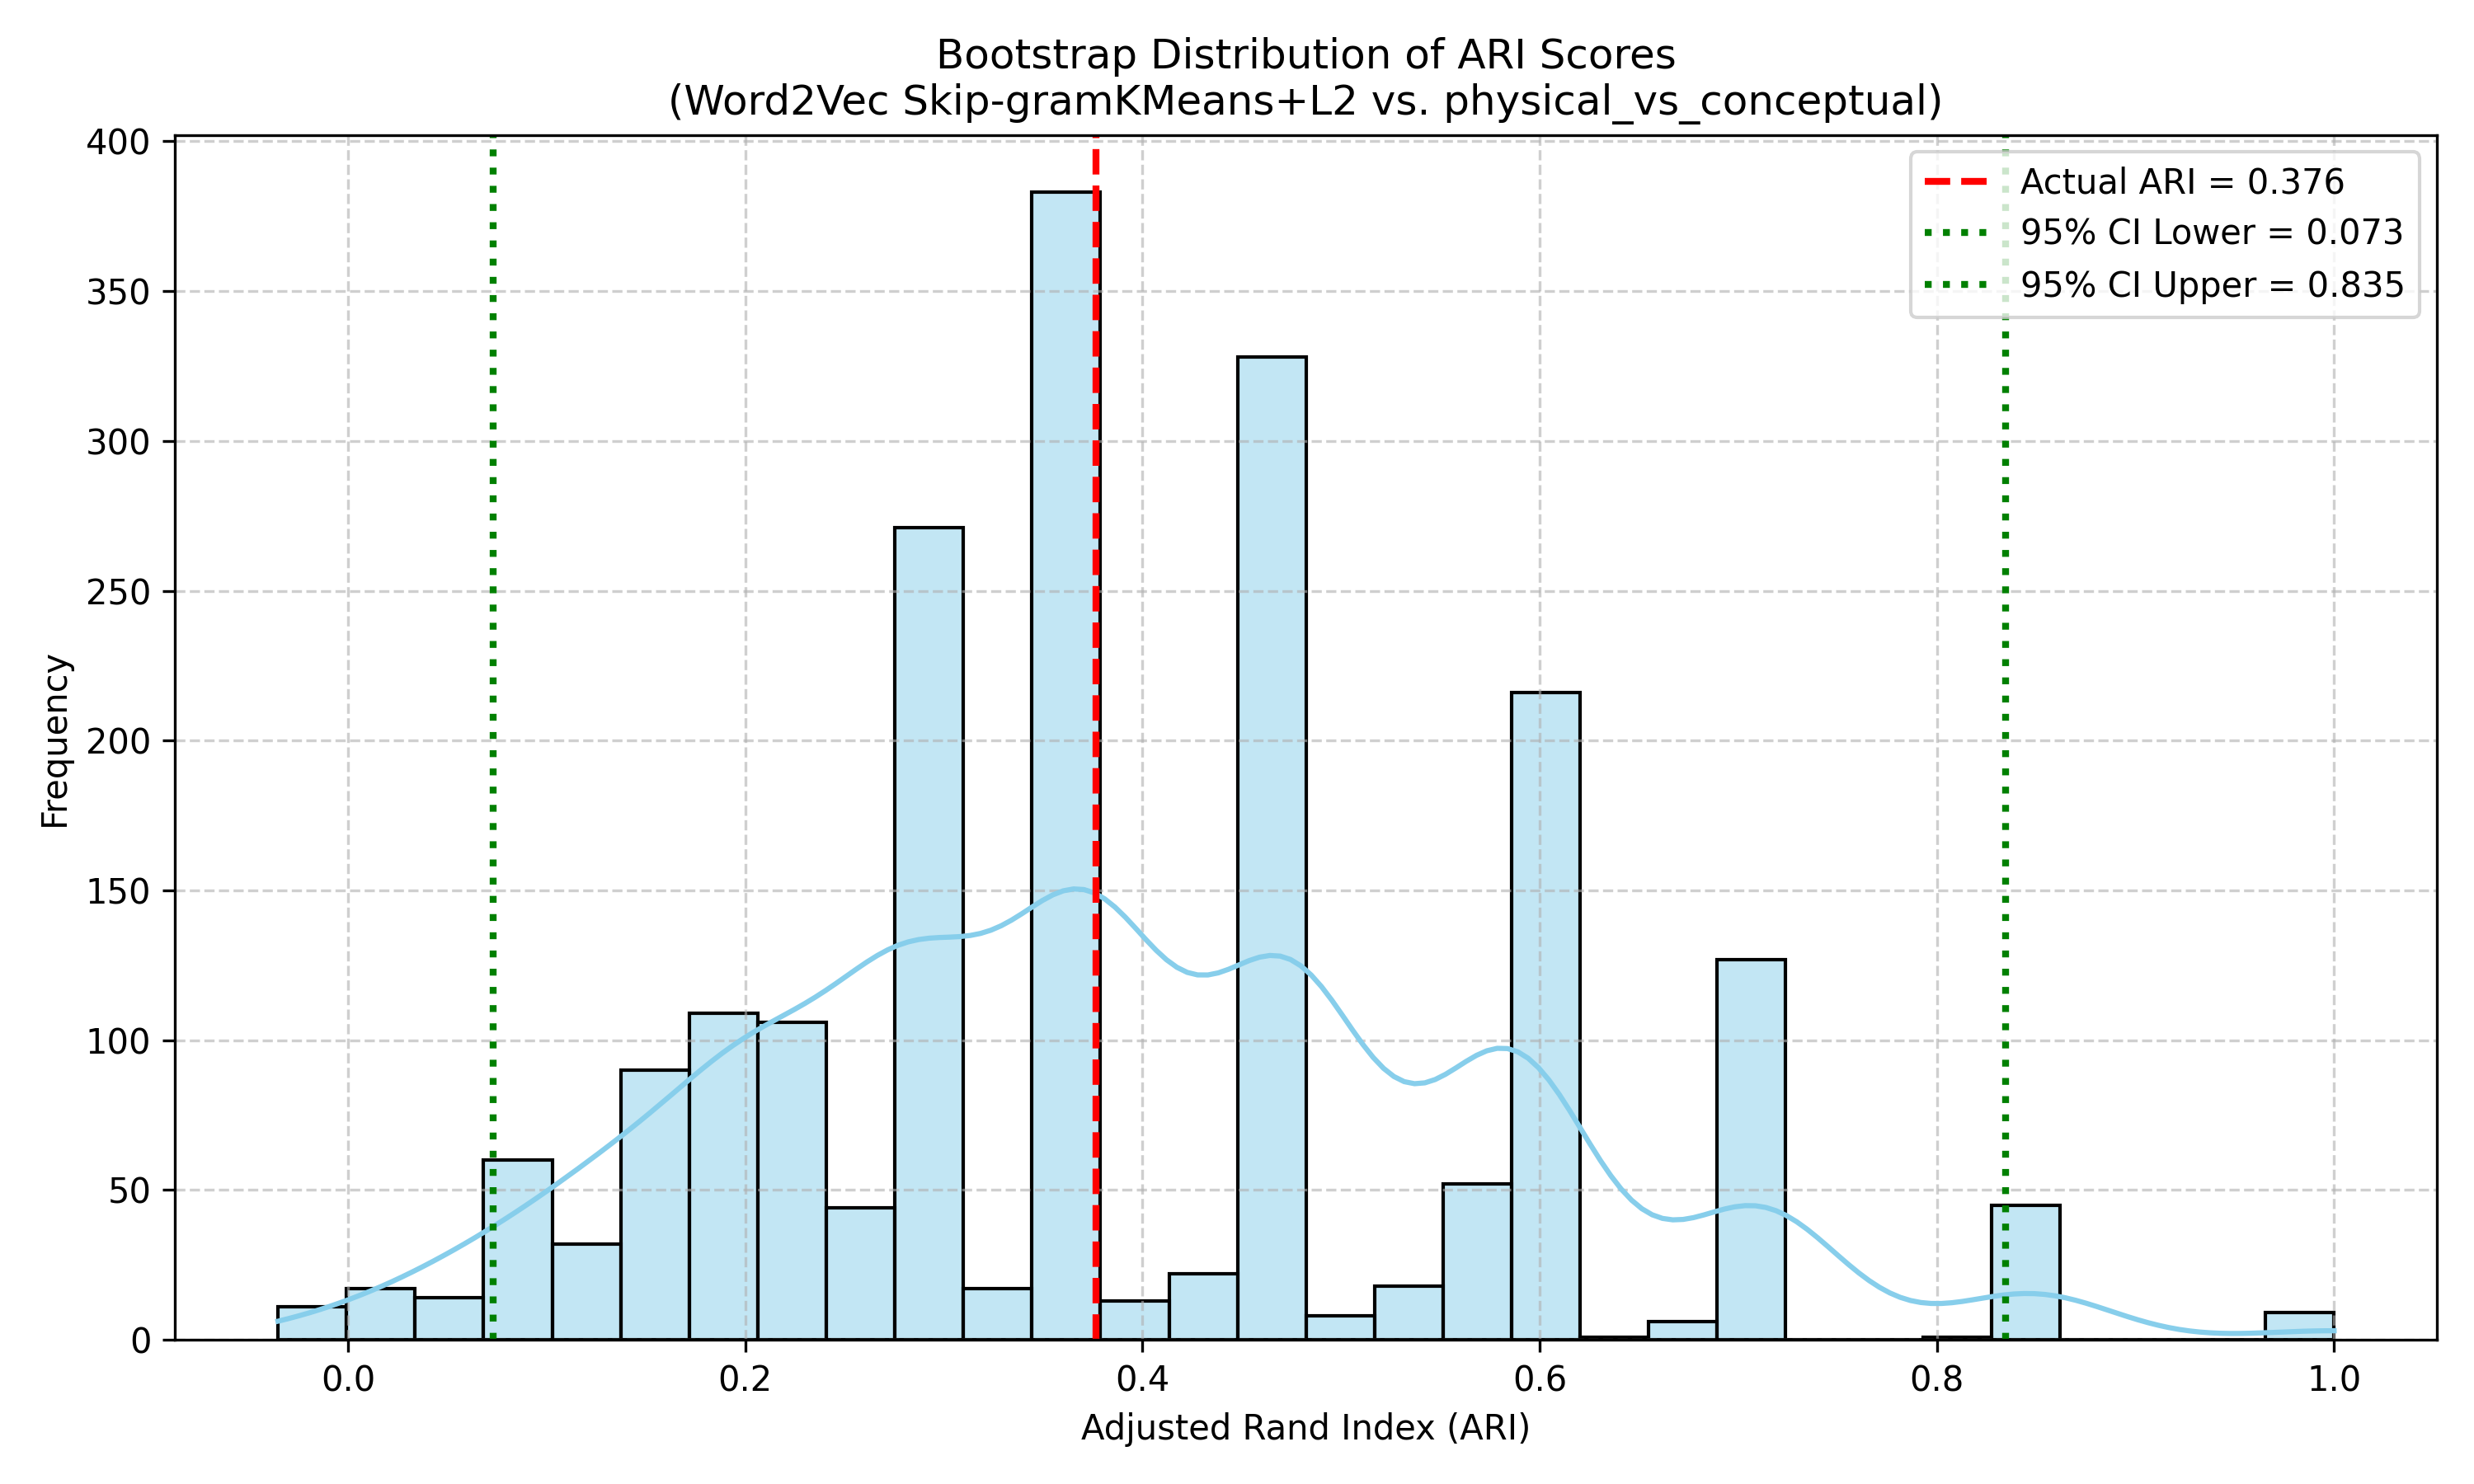 Bootstrap Distribution of ARI Scores
(Word2Vec Skip-gramKMeans+L2 vs. physical_vs_conceptual)
Actual ARI = 0.376
95% CI Lower = 0.073
95% CI Upper = 0.835
Frequency
400
350
300
250
200
150
100
50
0
0.0 0.2 0.4 0.6 0.8 1.0
Adjusted Rand Index (ARI)